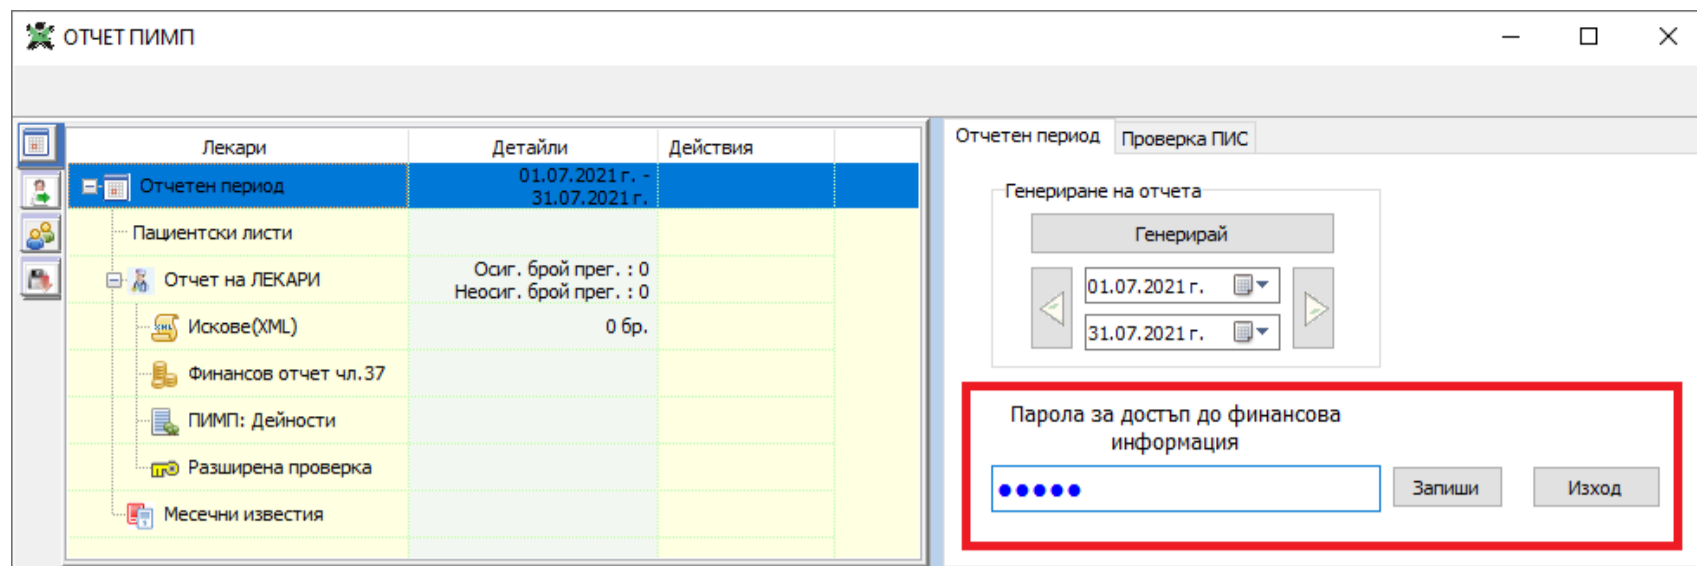 ОТЧЕТ ПИМП
Лекари Детайли Действия
Отчетен период 01.07.2021 г. -
31.07.2021 г.
Пациентски листи
Отчет на ЛЕКАРИ Осиг. брой прег. : 0
Неосиг. брой прег. : 0
Искове(XML) 0 бр.
Финансов отчет чл.37
ПИМП: Дейности
Разширена проверка
Месечни известия
Отчетен период Проверка ПИС
Генериране на отчета
Генерирай
01.07.2021 г.
31.07.2021 г.
Парола за достъп до финансова
информация
●●●●● Запиши Изход